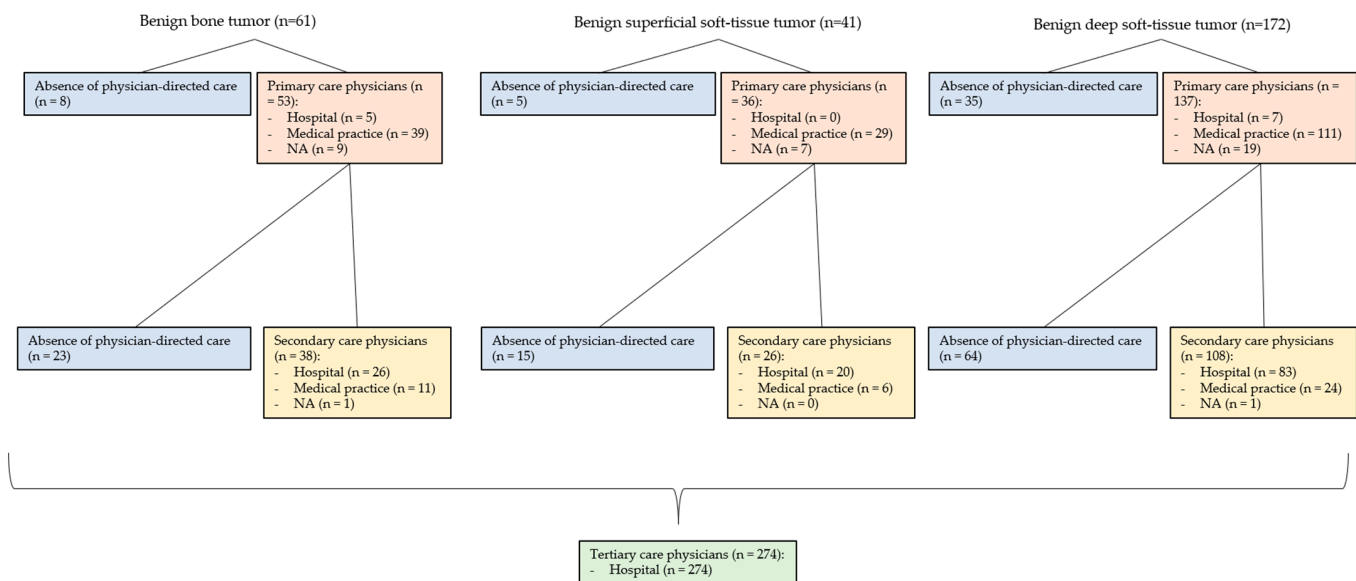 Benign bone tumor (n=61)
Absence of physician-directed care
(n = 8)
Primary care physicians (n
= 53):
- Hospital (n = 5)
- Medical practice (n = 39)
- NA (n = 9)
Absence of physician-directed care
(n = 23)
Secondary care physicians
(n = 38):
- Hospital (n = 26)
- Medical practice (n = 11)
- NA (n = 1)
Benign superficial soft-tissue tumor (n=41)
Absence of physician-directed care
(n = 5)
Primary care physicians (n
= 36):
- Hospital (n = 0)
- Medical practice (n = 29)
- NA (n = 7)
Absence of physician-directed care
(n = 15)
Secondary care physicians
(n = 26):
- Hospital (n = 20)
- Medical practice (n = 6)
- NA (n = 0)
Benign deep soft-tissue tumor (n=172)
Absence of physician-directed care
(n = 35)
Primary care physicians (n =
137):
- Hospital (n = 7)
- Medical practice (n = 111)
- NA (n = 19)
Absence of physician-directed care
(n = 64)
Secondary care physicians
(n = 108):
- Hospital (n = 83)
- Medical practice (n = 24)
- NA (n = 1)
Tertiary care physicians (n = 274):
- Hospital (n = 274)